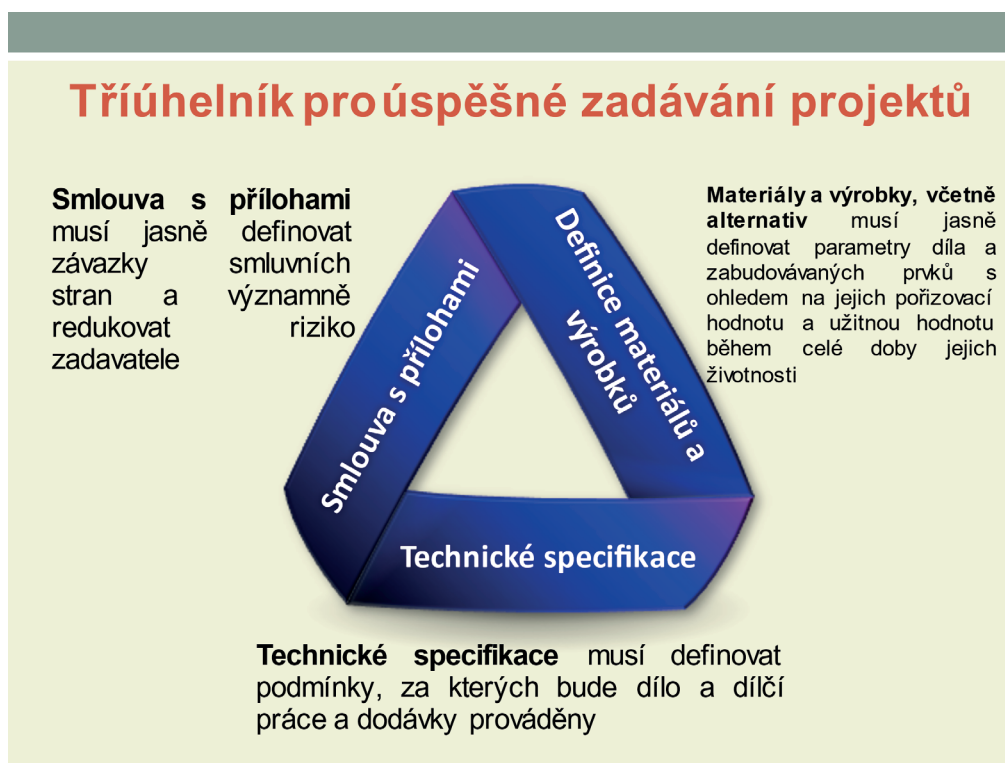 Tříúhelník pro úspěšné zadávání projektů
Smlouva s přílohami
musí jasně definovat
závazky smluvních
stran a významně
redukovat riziko
zadavatele
Materiály a výrobky, včetně
alternativ musí jasně
definovat parametry díla a
zabudovávaných prvků s
ohledem na jejich pořizovací
hodnotu a užitnou hodnotu
během celé doby jejich
životnosti
Smlouva s přílohami
Definice materiálů a
výrobků
Technické specifikace
Technické specifikace musí definovat
podmínky, za kterých bude dílo a dílčí
práce a dodávky prováděny